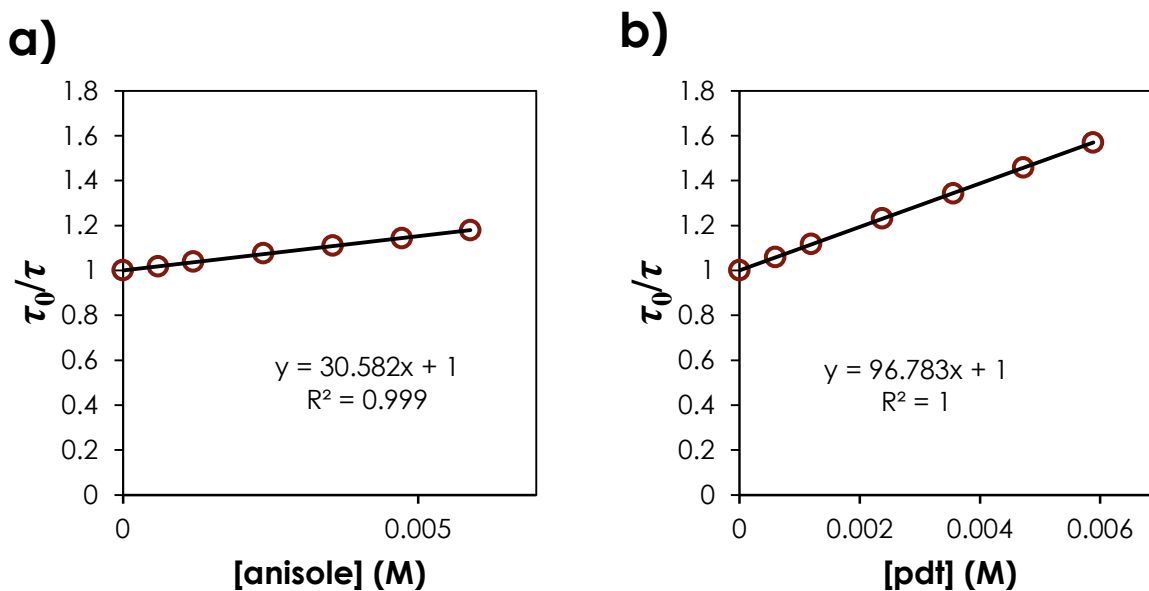 a)
1.8
1.6
1.4
1.2
1
0.8
0.6
0.4
0.2
0
τ₀/τ
y = 30.582x + 1
R² = 0.999
0 0.005
[anisole] (M)
b)
1.8
1.6
1.4
1.2
1
0.8
0.6
0.4
0.2
0
τ₀/τ
y = 96.783x + 1
R² = 1
0 0.002 0.004 0.006
[pdt] (M)